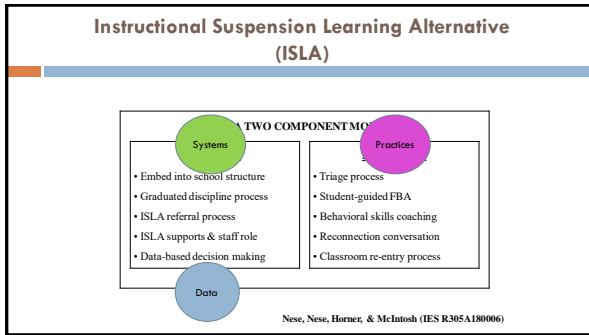 Instructional Suspension Learning Alternative
(ISLA)
TWO COMPONENT MO
Systems
Practices
• Embed into school structure
• Graduated discipline process
• ISLA referral process
• ISLA supports & staff role
• Data-based decision making
• Triage process
• Student-guided FBA
• Behavioral skills coaching
• Reconnection conversation
• Classroom re-entry process
Data
Nese, Nese, Horner, & McIntosh (IES R305A180006)